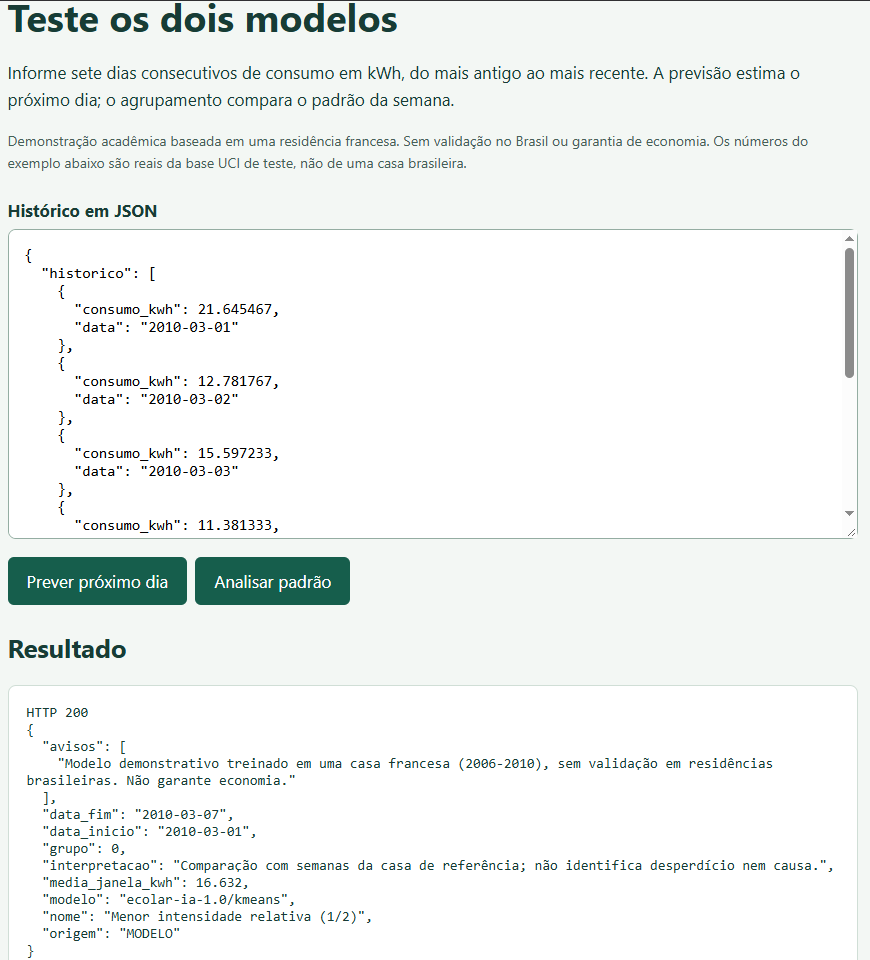 Teste os dois modelos
Informe sete dias consecutivos de consumo em kWh, do mais antigo ao mais recente. A previsão estima o
próximo dia; o agrupamento compara o padrão da semana.
Demonstração acadêmica baseada em uma residência francesa. Sem validação no Brasil ou garantia de economia. Os números do
exemplo abaixo são reais da base UCI de teste, não de uma casa brasileira.
Histórico em JSON
{
  "historico": [
    {
      "consumo_kwh": 21.645467,
      "data": "2010-03-01"
    },
    {
      "consumo_kwh": 12.781767,
      "data": "2010-03-02"
    },
    {
      "consumo_kwh": 15.597233,
      "data": "2010-03-03"
    },
    {
      "consumo_kwh": 11.381333,
Prever próximo dia Analisar padrão
Resultado
HTTP 200
{
  "avisos": [
    "Modelo demonstrativo treinado em uma casa francesa (2006-2010), sem validação em residências
brasileiras. Não garante economia."
  ],
  "data_fim": "2010-03-07",
  "data_inicio": "2010-03-01",
  "grupo": 0,
  "interpretacao": "Comparação com semanas da casa de referência; não identifica desperdício nem causa.",
  "media_janela_kwh": 16.632,
  "modelo": "ecolar-ia-1.0/kmeans",
  "nome": "Menor intensidade relativa (1/2)",
  "origem": "MODELO"
}